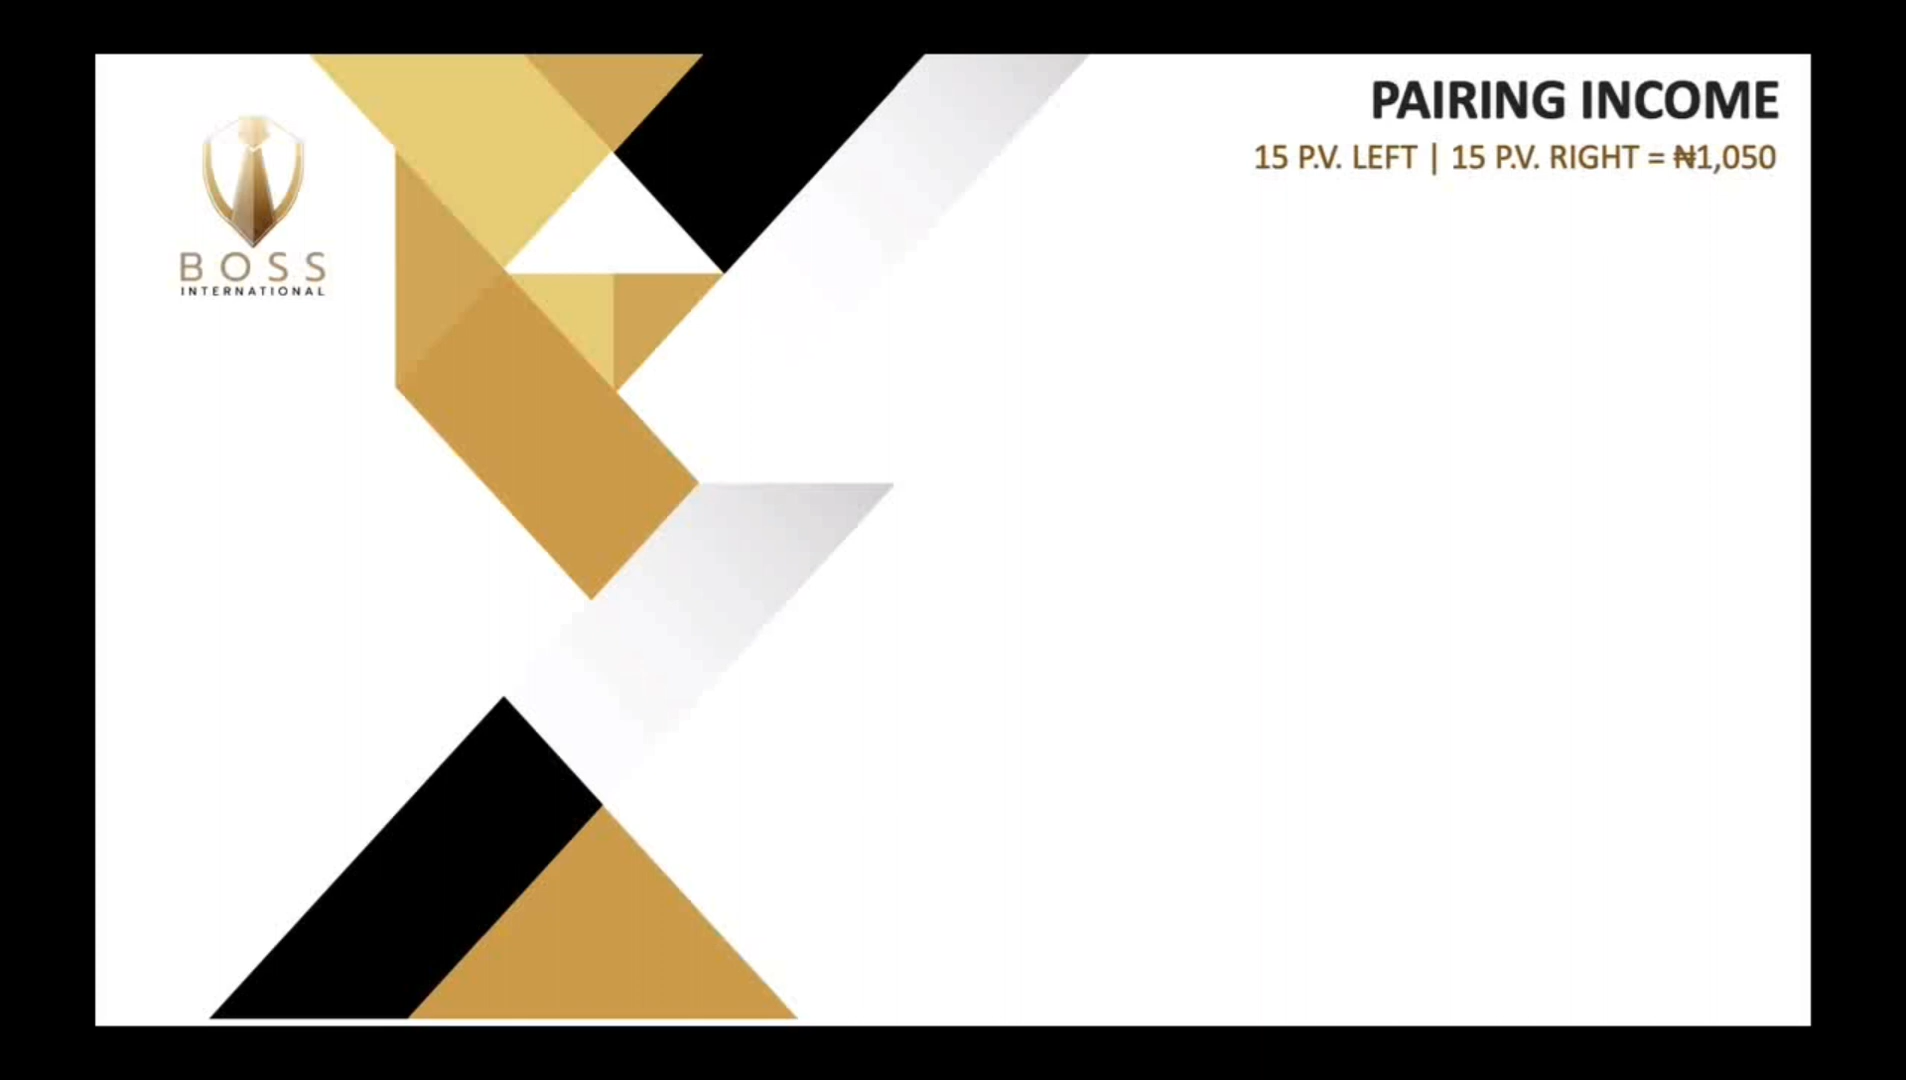 BOSS
INTERNATIONAL
PAIRING INCOME
15 P.V. LEFT | 15 P.V. RIGHT = ₦1,050